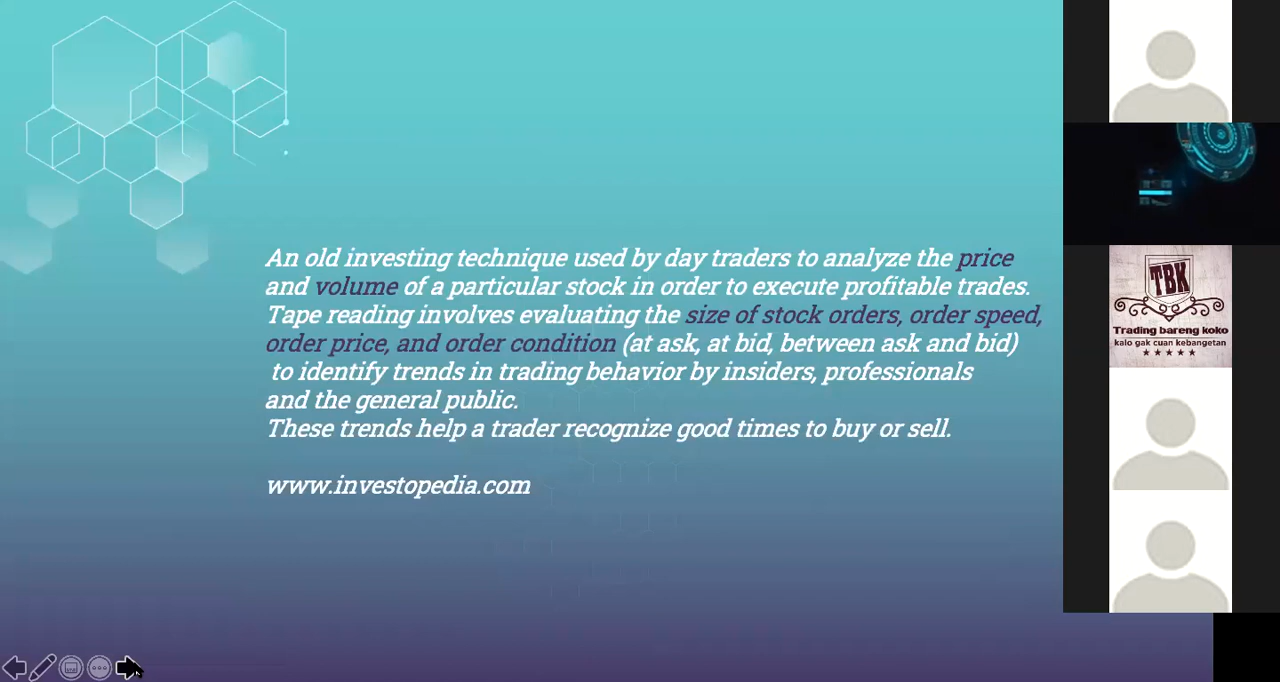 An old investing technique used by day traders to analyze the price
and volume of a particular stock in order to execute profitable trades.
Tape reading involves evaluating the size of stock orders, order speed,
order price, and order condition (at ask, at bid, between ask and bid)
to identify trends in trading behavior by insiders, professionals
and the general public.
These trends help a trader recognize good times to buy or sell.
www.investopedia.com
TBK
Trading bareng koko
kalo gak cuan kebangetan